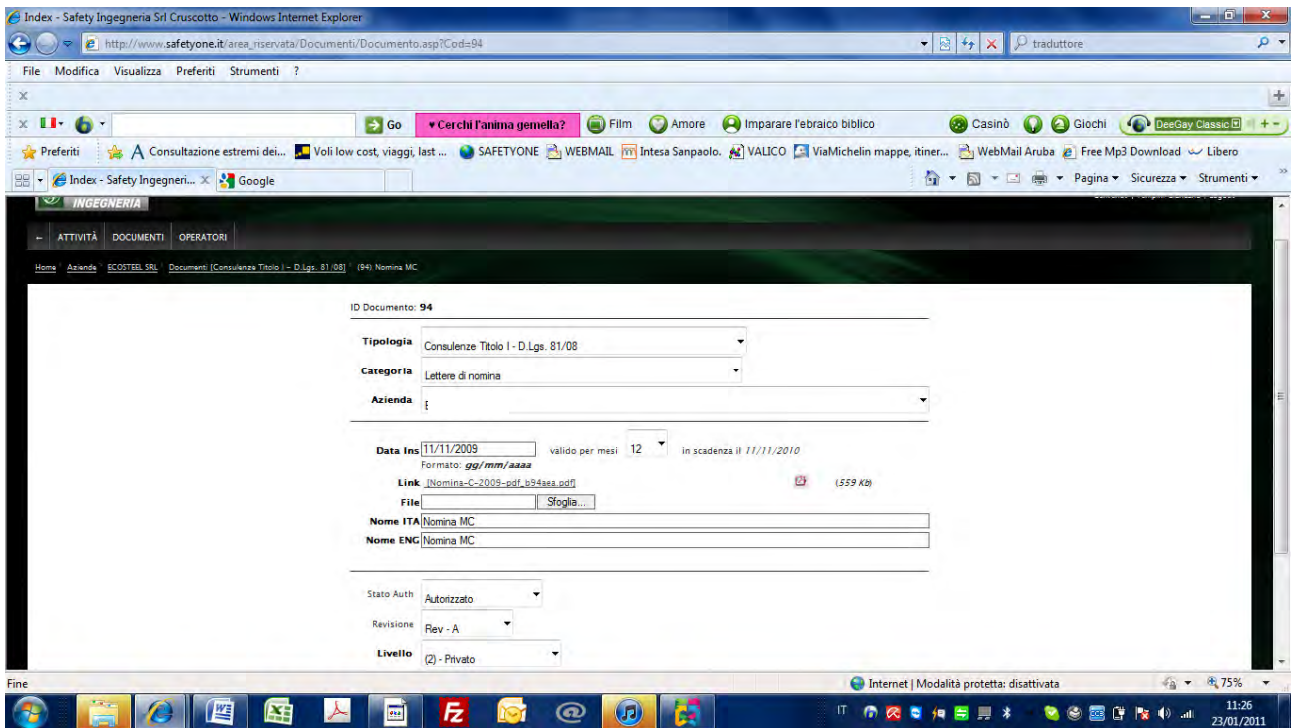 Index - Safety Ingegneria Srl Cruscotto - Windows Internet Explorer
http://www.safetyone.it/area_riservata/Documenti/Documento.asp?Cod=94
traduttore
File Modifica Visualizza Preferiti Strumenti ?
Go ♥Cerchi l'anima gemella? Film Amore Imparare l'ebraico biblico Casinò Giochi DeeGay Classic
Preferiti Consultazione estremi dei... Voli low cost, viaggi, last ... SAFETYONE WEBMAIL Intesa Sanpaolo. VALICO ViaMichelin mappe, itiner... WebMail Aruba Free Mp3 Download Libero
Index - Safety Ingegneri... Google Pagina Sicurezza Strumenti
INGEGNERIA
← ATTIVITÀ DOCUMENTI OPERATORI
Home Aziende ECOSTEEL SRL Documenti [Consulenze Titolo I - D.Lgs. 81/08] (94) Nomina MC
ID Documento: 94
Tipologia Consulenze Titolo I - D.Lgs. 81/08
Categoria Lettere di nomina
Azienda
Data Ins 11/11/2009 valido per mesi 12 in scadenza il 11/11/2010
Formato: gg/mm/aaaa
Link [Nomina-C-2009-pdf_b94aea.pdf] (559 Kb)
File Sfoglia...
Nome ITA Nomina MC
Nome ENG Nomina MC
Stato Auth Autorizzato
Revisione Rev - A
Livello (2) - Privato
Fine Internet | Modalità protetta: disattivata 75%
IT 11:26
23/01/2011